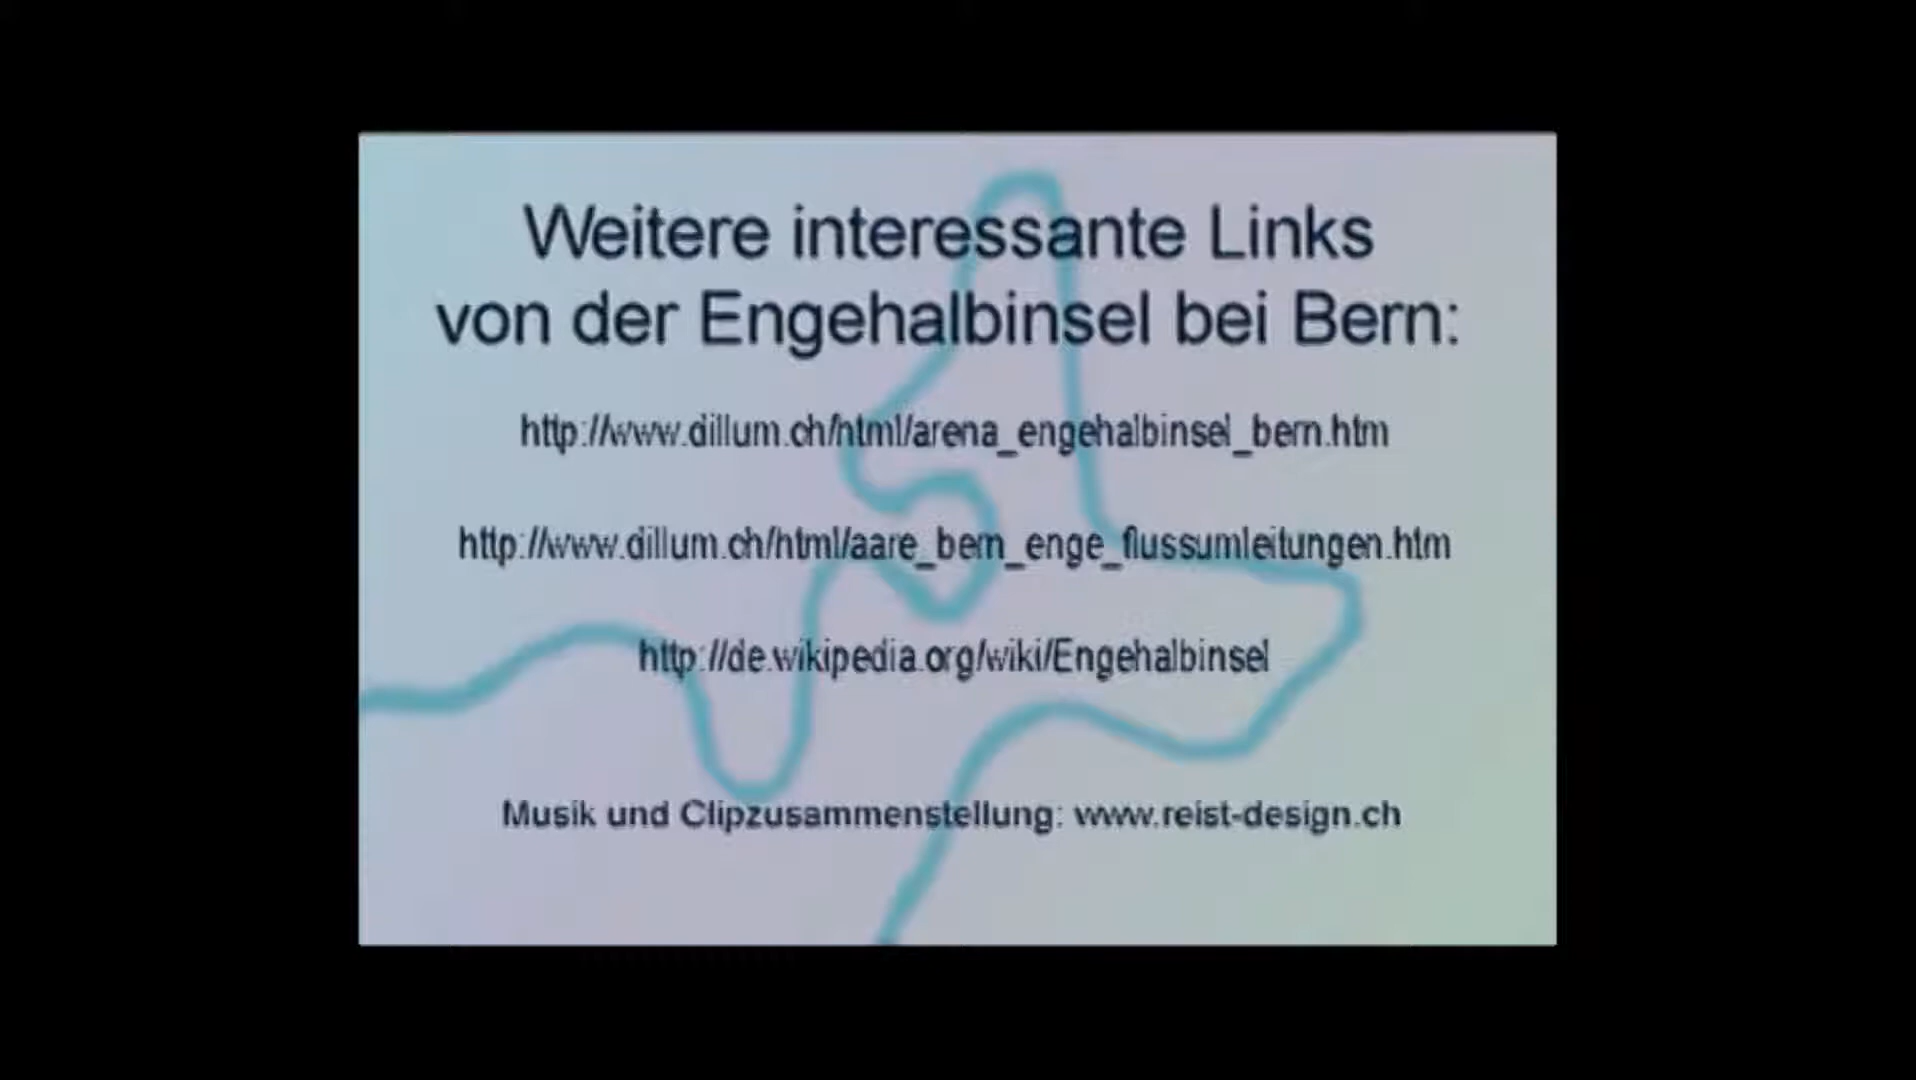 Weitere interessante Links
von der Engehalbinsel bei Bern:
http://www.dillum.ch/html/arena_engehalbinsel_bern.htm
http://www.dillum.ch/html/aare_bern_enge_flussumleitungen.htm
http://de.wikipedia.org/wiki/Engehalbinsel
Musik und Clipzusammenstellung: www.reist-design.ch